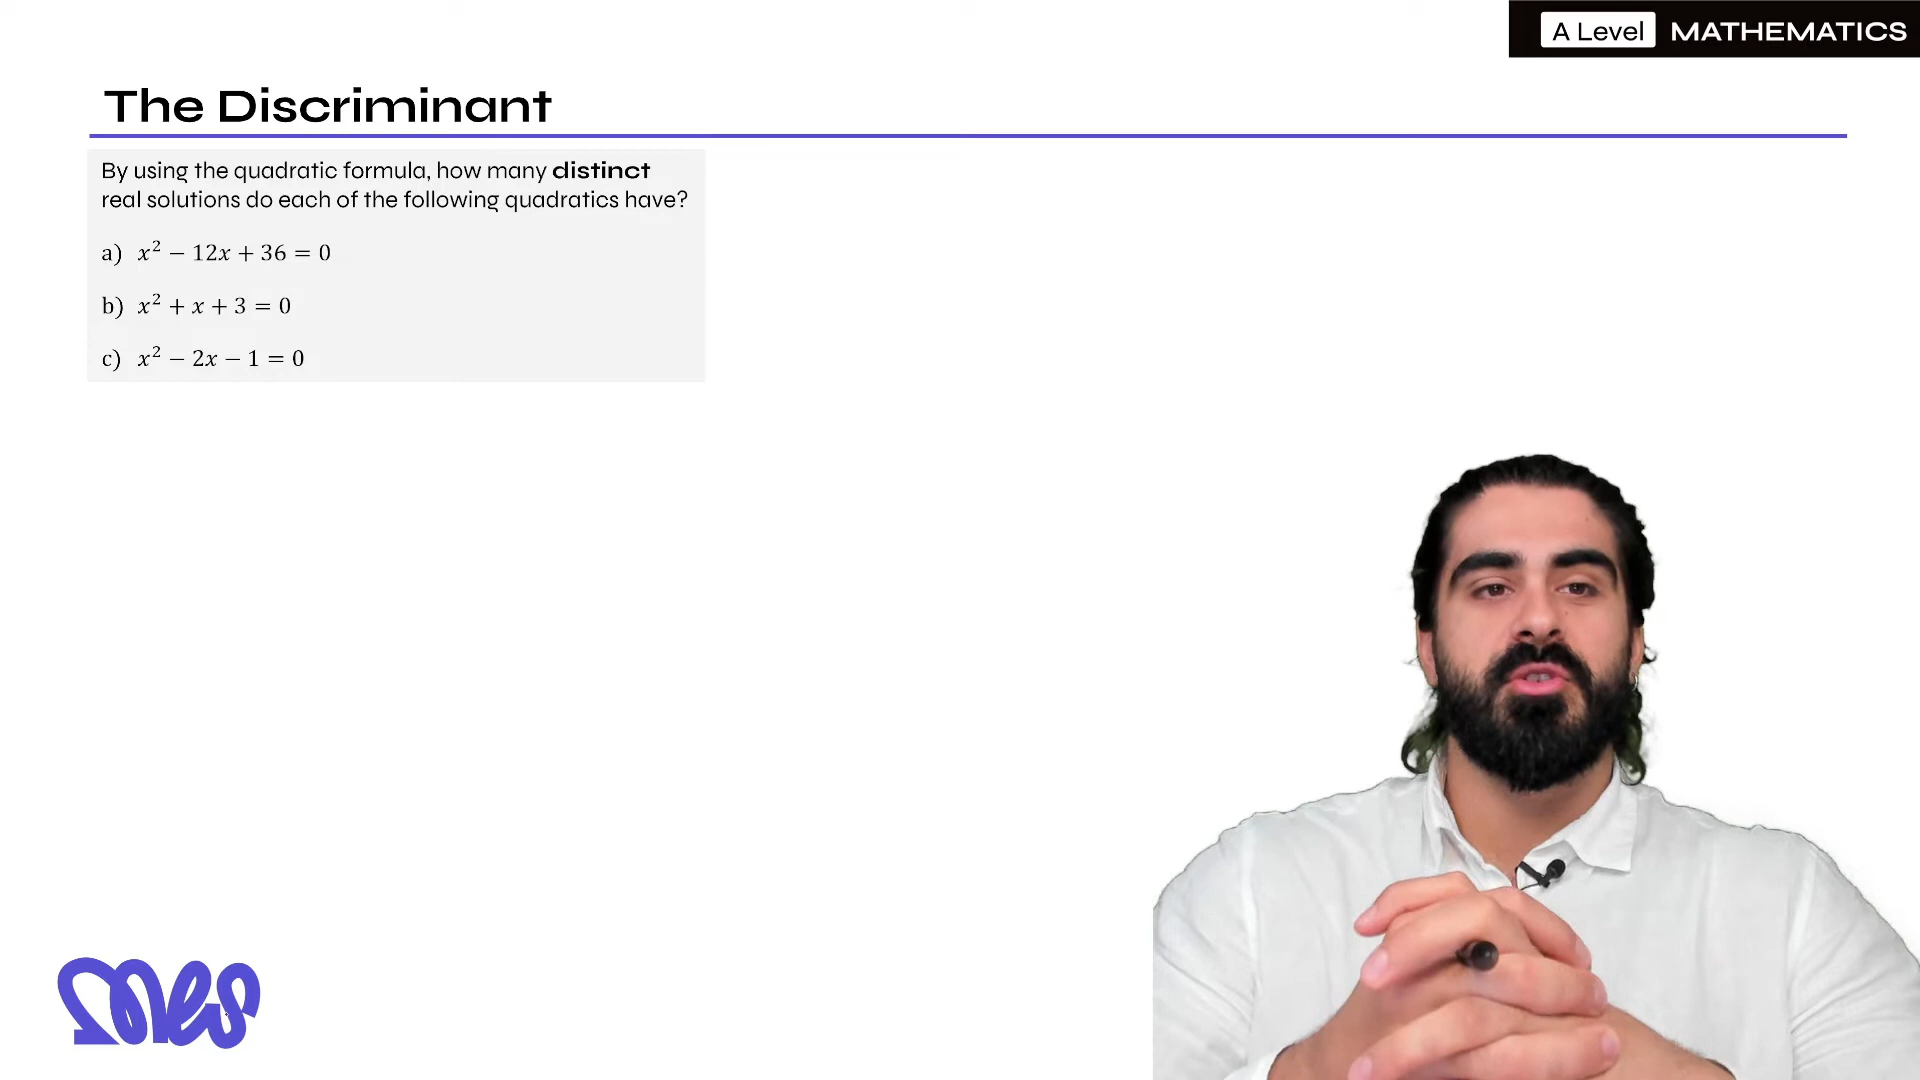 A Level MATHEMATICS
The Discriminant
By using the quadratic formula, how many distinct
real solutions do each of the following quadratics have?
a) x² − 12x + 36 = 0
b) x² + x + 3 = 0
c) x² − 2x − 1 = 0